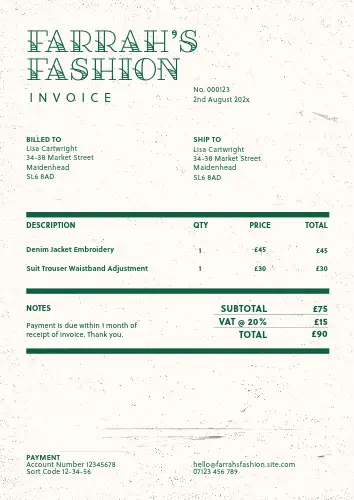 FARRAH'S
FASHION
INVOICE
No. 000123
2nd August 202x
BILLED TO
Lisa Cartwright
34-38 Market Street
Maidenhead
SL6 8AD
SHIP TO
Lisa Cartwright
34-38 Market Street
Maidenhead
SL6 8AD
DESCRIPTION QTY PRICE TOTAL
Denim Jacket Embroidery 1 £45 £45
Suit Trouser Waistband Adjustment 1 £30 £30
NOTES
Payment is due within 1 month of
receipt of invoice. Thank you.
SUBTOTAL £75
VAT @ 20% £15
TOTAL £90
PAYMENT
Account Number 12345678
Sort Code 12-34-56
hello@farrahsfashion.site.com
07123 456 789